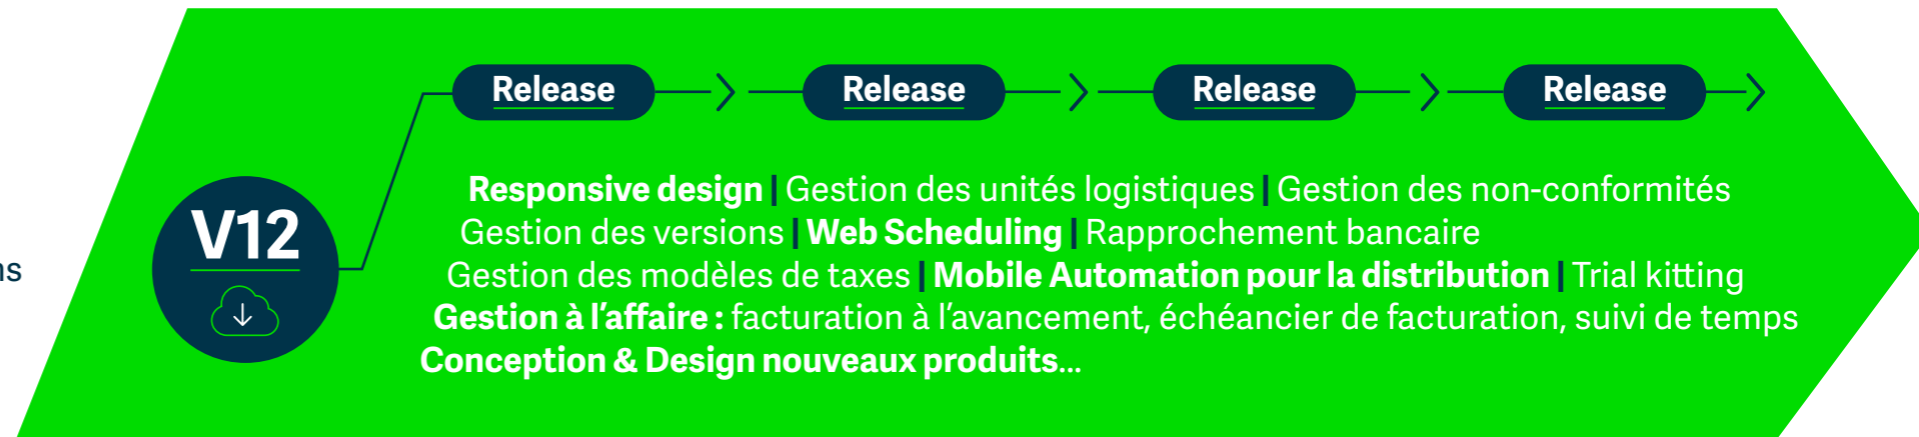 Release Release Release Release
Responsive design | Gestion des unités logistiques | Gestion des non-conformités
V12
Gestion des versions | Web Scheduling | Rapprochement bancaire
ns
Gestion des modèles de taxes | Mobile Automation pour la distribution | Trial kitting
Gestion à l’affaire : facturation à l’avancement, échéancier de facturation, suivi de temps
Conception & Design nouveaux produits...